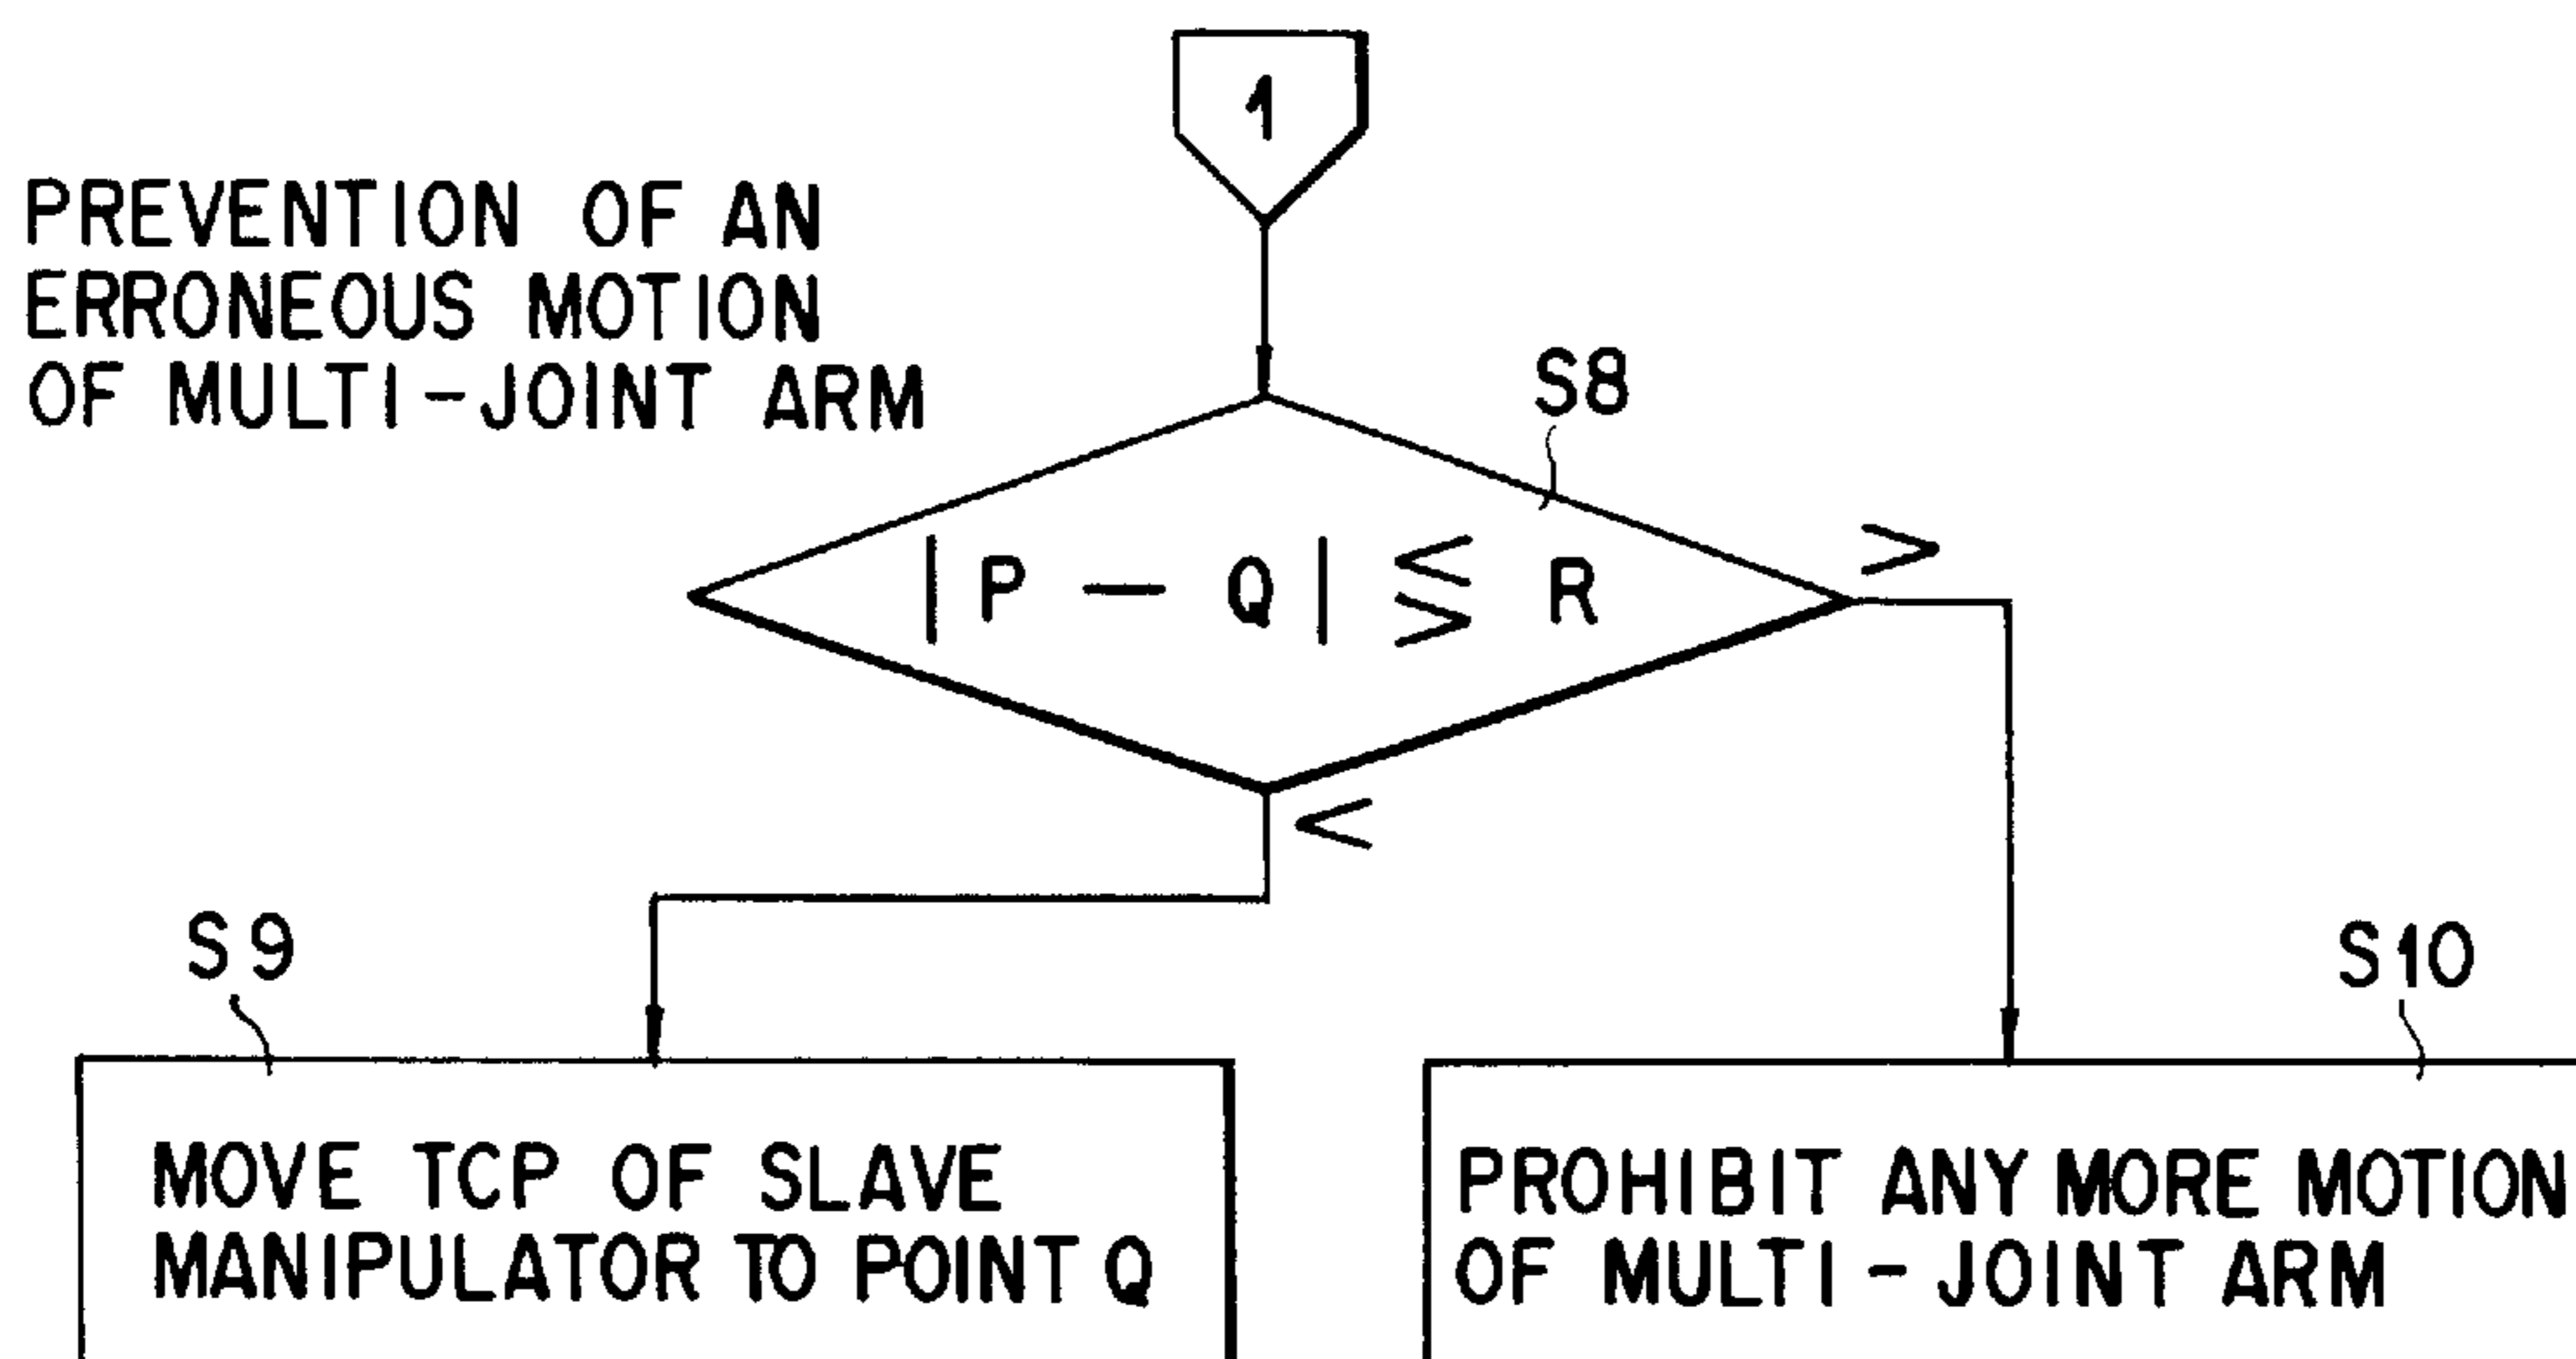 1
PREVENTION OF AN
ERRONEOUS MOTION
OF MULTI-JOINT ARM
S8
|P — Q| ≶ R
>
<
S9
S10
MOVE TCP OF SLAVE
MANIPULATOR TO POINT Q
PROHIBIT ANY MORE MOTION
OF MULTI-JOINT ARM